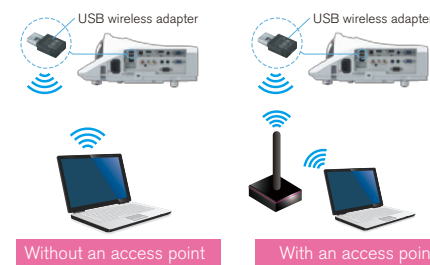 USB wireless adapter
USB wireless adapte
Without an access point
With an access poin